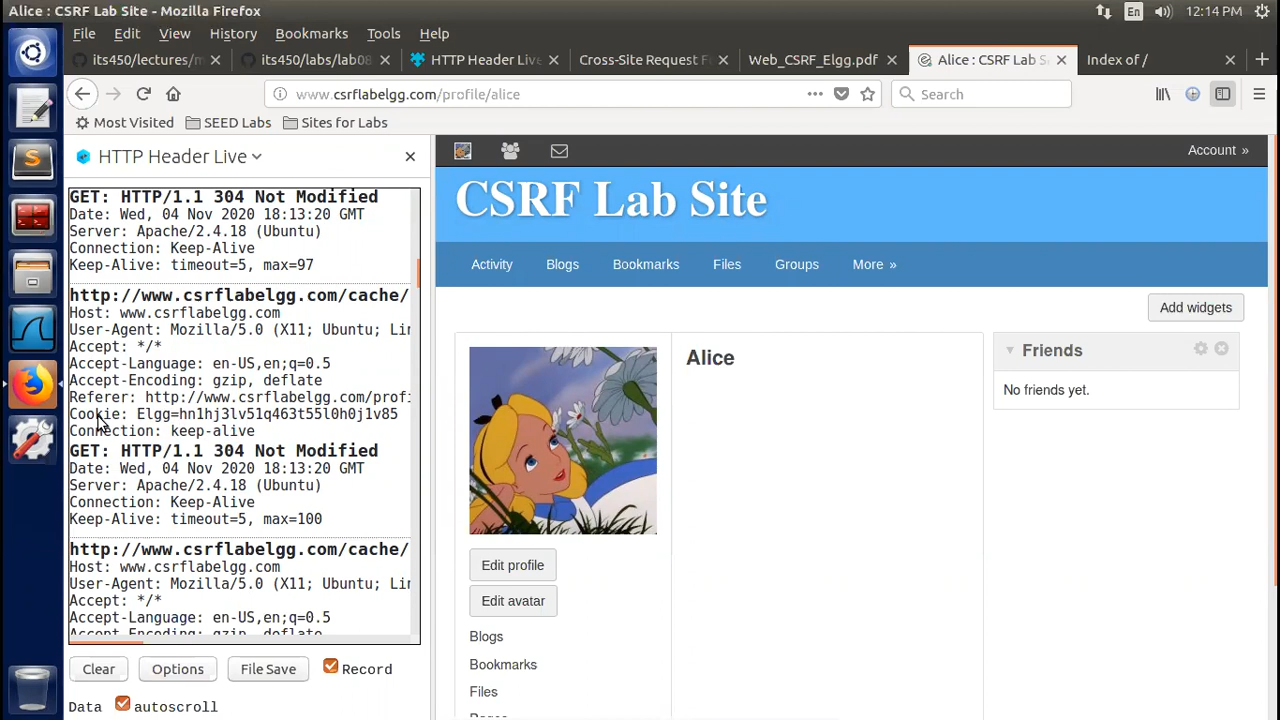 Alice : CSRF Lab Site - Mozilla Firefox
En
12:14 PM
File Edit View History Bookmarks Tools Help
its450/lectures/m
its450/labs/lab08
HTTP Header Live
Cross-Site Request F
Web_CSRF_Elgg.pdf
Alice : CSRF Lab S
Index of /
www.csrflabelgg.com/profile/alice
Search
Most Visited
SEED Labs
Sites for Labs
HTTP Header Live
GET: HTTP/1.1 304 Not Modified
Date: Wed, 04 Nov 2020 18:13:20 GMT
Server: Apache/2.4.18 (Ubuntu)
Connection: Keep-Alive
Keep-Alive: timeout=5, max=97
http://www.csrflabelgg.com/cache/
Host: www.csrflabelgg.com
User-Agent: Mozilla/5.0 (X11; Ubuntu; Lin
Accept: */*
Accept-Language: en-US,en;q=0.5
Accept-Encoding: gzip, deflate
Referer: http://www.csrflabelgg.com/profi
Cookie: Elgg=hn1hj3lv51q463t55l0h0j1v85
Connection: keep-alive
GET: HTTP/1.1 304 Not Modified
Date: Wed, 04 Nov 2020 18:13:20 GMT
Server: Apache/2.4.18 (Ubuntu)
Connection: Keep-Alive
Keep-Alive: timeout=5, max=100
http://www.csrflabelgg.com/cache/
Host: www.csrflabelgg.com
User-Agent: Mozilla/5.0 (X11; Ubuntu; Lin
Accept: */*
Accept-Language: en-US,en;q=0.5
Accept-Encoding: gzip, deflate
Clear
Options
File Save
Record
Data
autoscroll
Account »
CSRF Lab Site
Activity
Blogs
Bookmarks
Files
Groups
More »
Add widgets
Alice
Friends
No friends yet.
Edit profile
Edit avatar
Blogs
Bookmarks
Files
Pages